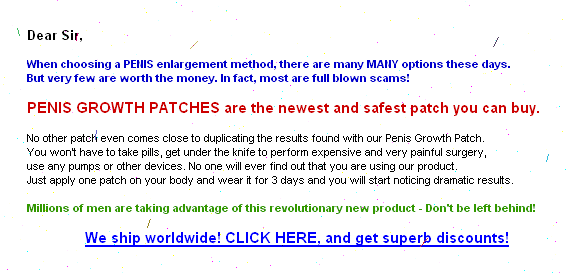 Dear Sir,
When choosing a PENIS enlargement method, there are many MANY options these days.
But very few are worth the money. In fact, most are full blown scams!
PENIS GROWTH PATCHES are the newest and safest patch you can buy.
No other patch even comes close to duplicating the results found with our Penis Growth Patch.
You won't have to take pills, get under the knife to perform expensive and very painful surgery,
use any pumps or other devices. No one will ever find out that you are using our product.
Just apply one patch on your body and wear it for 3 days and you will start noticing dramatic results.
Millions of men are taking advantage of this revolutionary new product - Don't be left behind!
We ship worldwide! CLICK HERE, and get superb discounts!